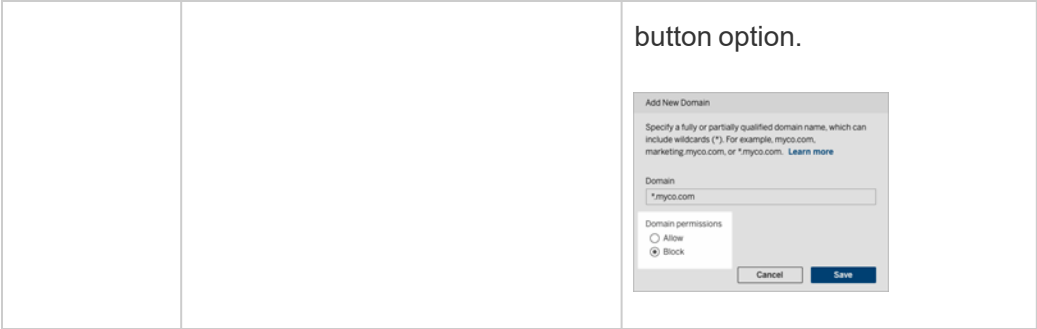 button option.
Add New Domain
Specify a fully or partially qualified domain name, which can
include wildcards (*). For example, myco.com,
marketing.myco.com, or *.myco.com. Learn more
Domain
*.myco.com
Domain permissions
Allow
Block
Cancel Save